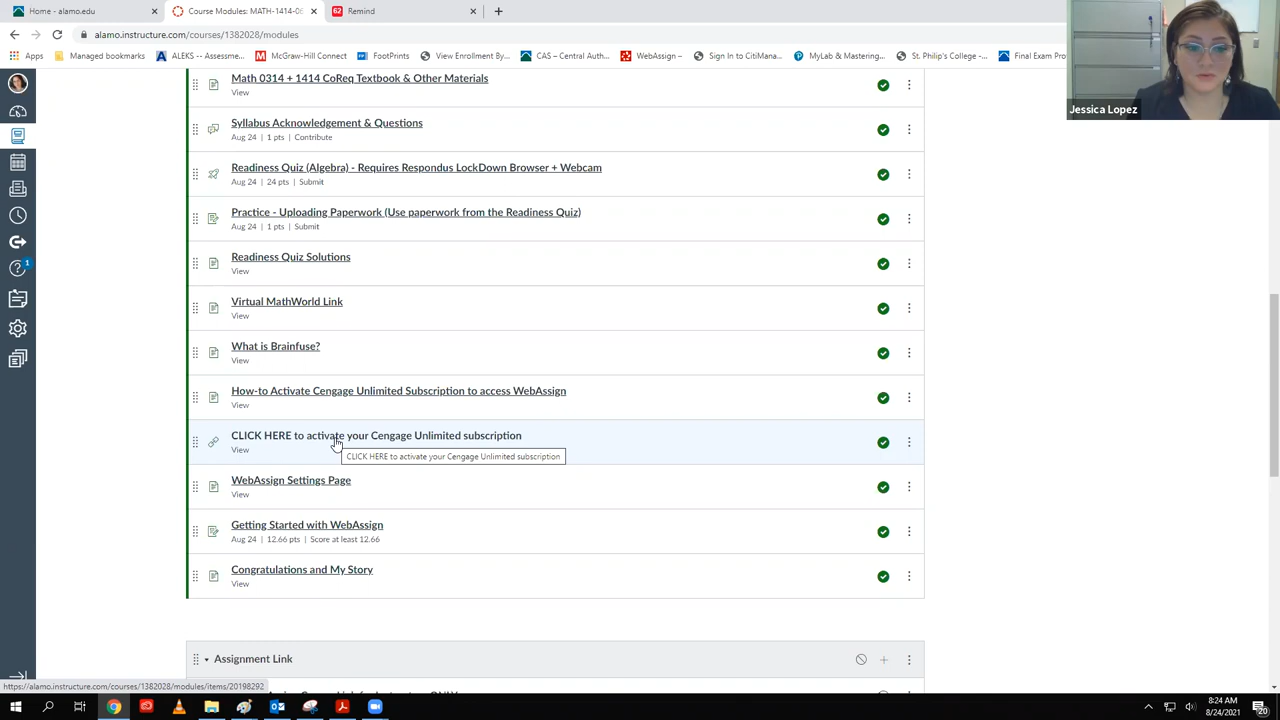 Home - alamo.edu
Course Modules: MATH-1414-06
62
Remind
alamo.instructure.com/courses/1382028/modules
Apps
Managed bookmarks
ALEKS -- Assessme...
McGraw-Hill Connect
FootPrints
View Enrollment By...
CAS – Central Auth...
WebAssign –
Sign In to CitiMana...
MyLab & Mastering...
St. Philip's College -...
Final Exam Pro
Jessica Lopez
Math 0314 + 1414 CoReq Textbook & Other Materials
View
Syllabus Acknowledgement & Questions
Aug 24 | 1 pts | Contribute
Readiness Quiz (Algebra) - Requires Respondus LockDown Browser + Webcam
Aug 24 | 24 pts | Submit
Practice - Uploading Paperwork (Use paperwork from the Readiness Quiz)
Aug 24 | 1 pts | Submit
Readiness Quiz Solutions
View
1
Virtual MathWorld Link
View
What is Brainfuse?
View
How-to Activate Cengage Unlimited Subscription to access WebAssign
View
CLICK HERE to activate your Cengage Unlimited subscription
View
CLICK HERE to activate your Cengage Unlimited subscription
WebAssign Settings Page
View
Getting Started with WebAssign
Aug 24 | 12.66 pts | Score at least 12.66
Congratulations and My Story
View
Assignment Link
https://alamo.instructure.com/courses/1382028/modules/items/20198292
8:24 AM
8/24/2021
20